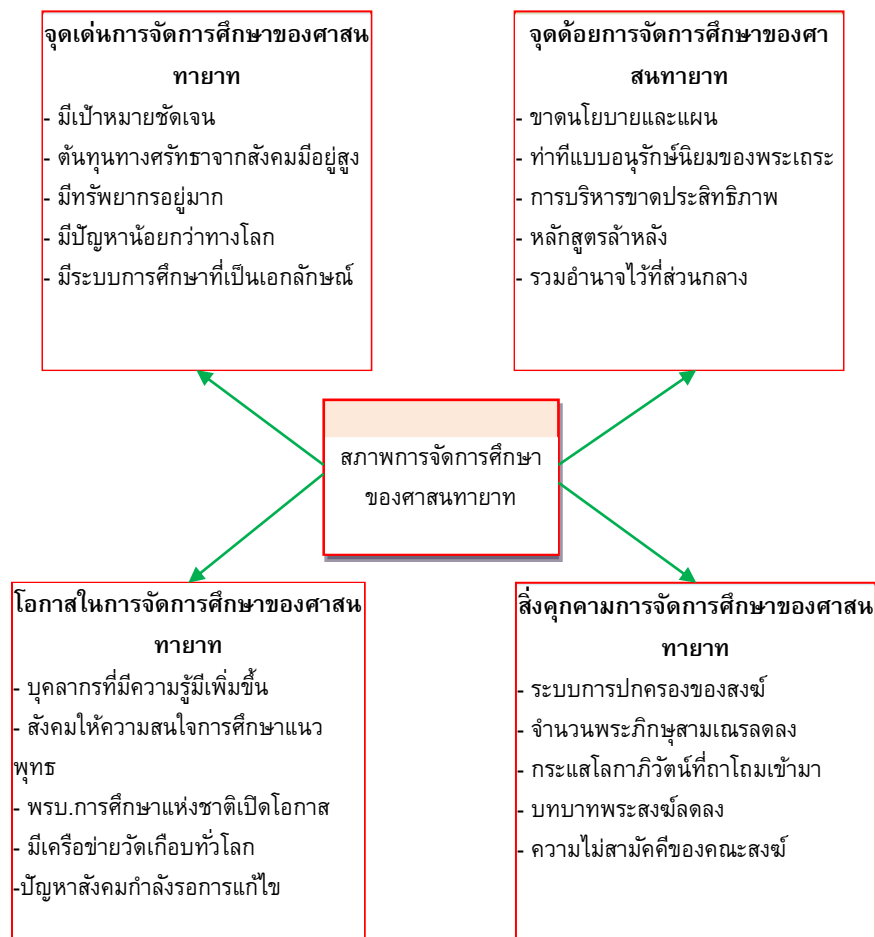 จุดเด่นการจัดการศึกษาของศาสน
ทายาท
- มีเป้าหมายชัดเจน
- ต้นทุนทางศรัทธาจากสังคมมีอยู่สูง
- มีทรัพยากรอยู่มาก
- มีปัญหาน้อยกว่าทางโลก
- มีระบบการศึกษาที่เป็นเอกลักษณ์
จุดด้อยการจัดการศึกษาของศา
สนทายาท
- ขาดนโยบายและแผน
- ท่าทีแบบอนุรักษ์นิยมของพระเถระ
- การบริหารขาดประสิทธิภาพ
- หลักสูตรล้าหลัง
- รวมอำนาจไว้ที่ส่วนกลาง
สภาพการจัดการศึกษา
ของศาสนทายาท
โอกาสในการจัดการศึกษาของศาสน
ทายาท
- บุคลากรที่มีความรู้มีเพิ่มขึ้น
- สังคมให้ความสนใจการศึกษาแนว
พุทธ
- พรบ.การศึกษาแห่งชาติเปิดโอกาส
- มีเครือข่ายวัดเกือบทั่วโลก
-ปัญหาสังคมกำลังรอการแก้ไข
สิ่งคุกคามการจัดการศึกษาของศาสน
ทายาท
- ระบบการปกครองของสงฆ์
- จำนวนพระภิกษุสามเณรลดลง
- กระแสโลกาภิวัตน์ที่ถาโถมเข้ามา
- บทบาทพระสงฆ์ลดลง
- ความไม่สามัคคีของคณะสงฆ์